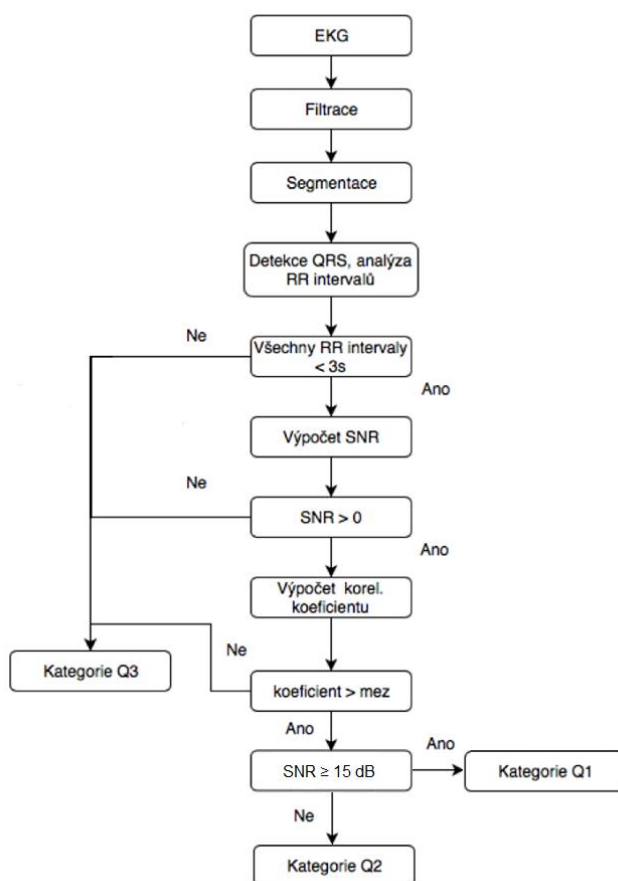 EKG
Filtrace
Segmentace
Detekce QRS, analýza
RR intervalů
Ne
Všechny RR intervaly
< 3s
Ano
Výpočet SNR
Ne
SNR > 0
Ano
Výpočet korel.
koeficientu
Ne
Kategorie Q3
koeficient > mez
Ano
Ano
SNR ≥ 15 dB
Kategorie Q1
Ne
Kategorie Q2